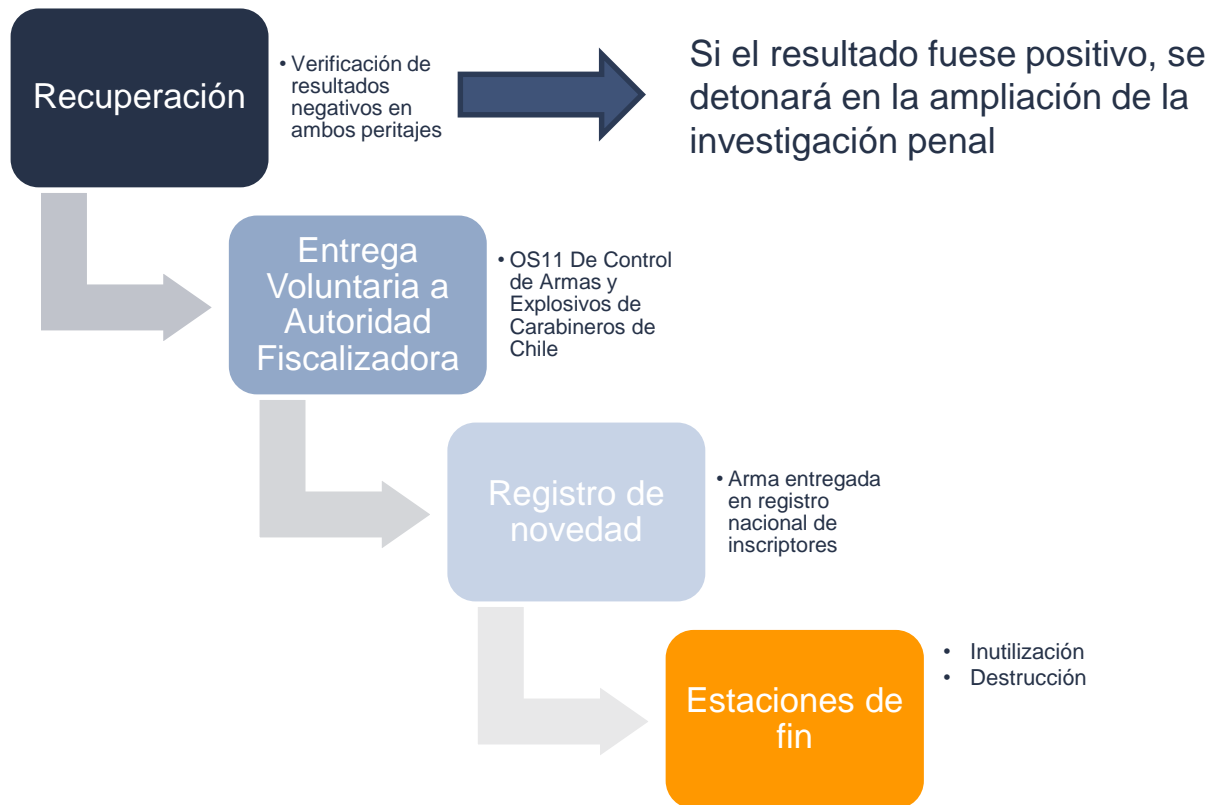 Recuperación
• Verificación de
resultados
negativos en
ambos peritajes
Si el resultado fuese positivo, se
detonará en la ampliación de la
investigación penal
Entrega
Voluntaria a
Autoridad
Fiscalizadora
• OS11 De Control
de Armas y
Explosivos de
Carabineros de
Chile
Registro de
novedad
• Arma entregada
en registro
nacional de
inscriptores
Estaciones de
fin
• Inutilización
• Destrucción